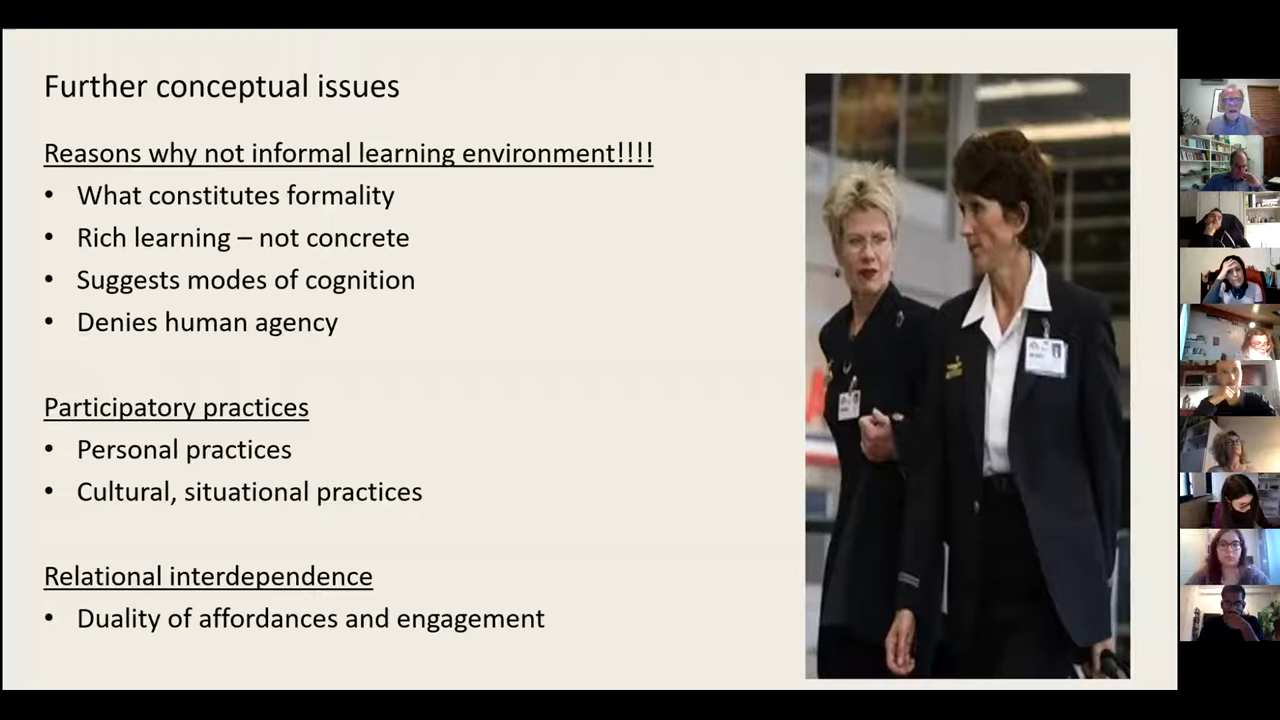 Further conceptual issues
Reasons why not informal learning environment!!!!
• What constitutes formality
• Rich learning – not concrete
• Suggests modes of cognition
• Denies human agency
Participatory practices
• Personal practices
• Cultural, situational practices
Relational interdependence
• Duality of affordances and engagement